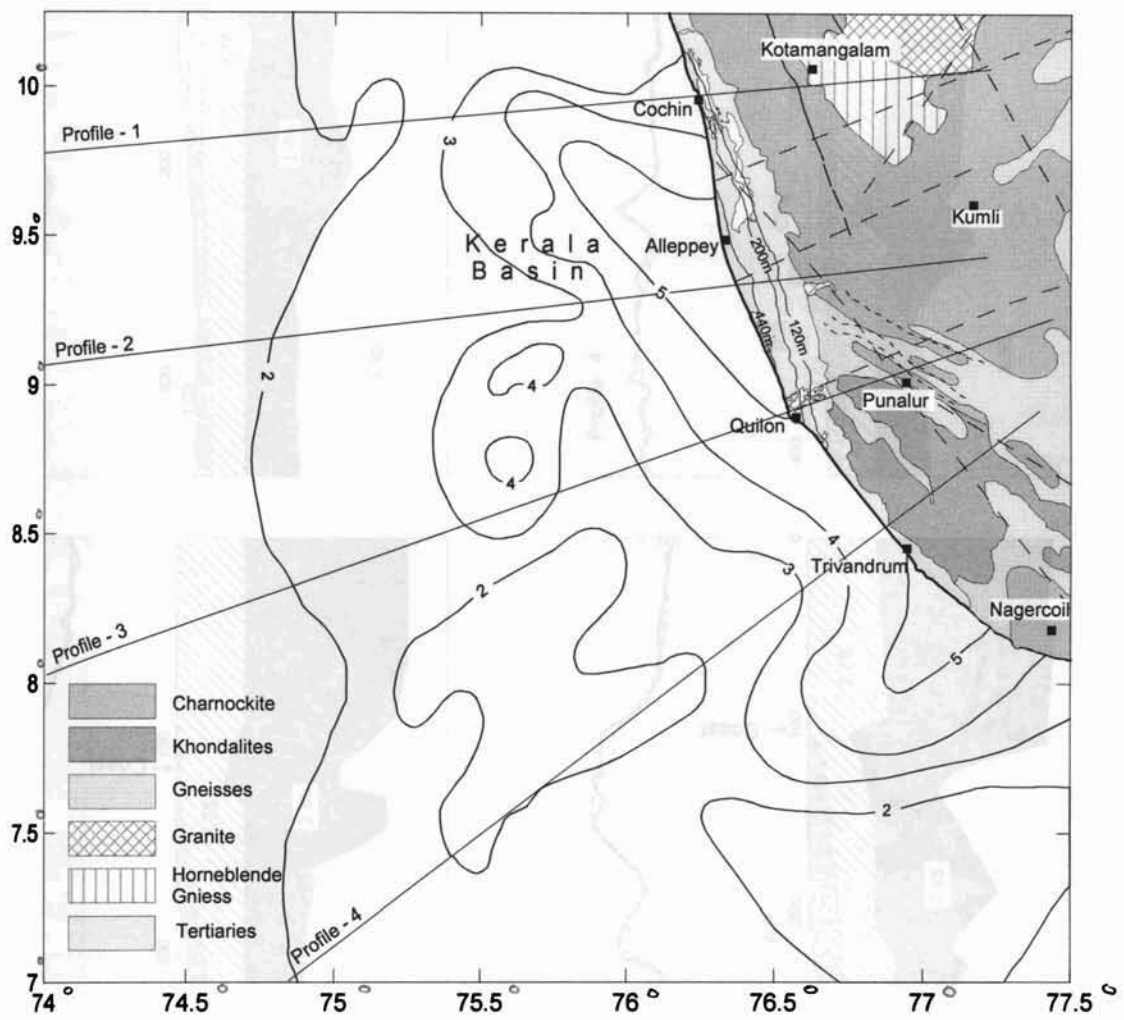 Kotamangalam
10
Cochin
Profile - 1
3
Kumli
9.5
Kerala
Basin
Alleppey
200m
5
440m
120m
Profile - 2
9
2
4
Punalur
Quilon
4
8.5
4
3
Trivandrum
2
Nagercoil
Profile - 3
5
8
Charnockite
Khondalites
Gneisses
2
7.5
Granite
Horneblende
Gniess
Tertiaries
Profile - 4
7
74 74.5 75 75.5 76 76.5 77 77.5